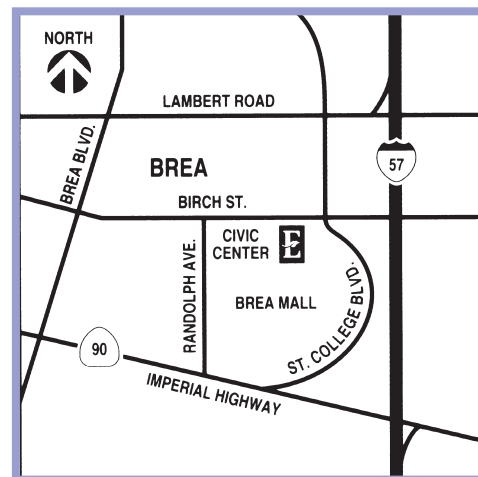 NORTH
LAMBERT ROAD
BREA BLVD.
BREA
57
BIRCH ST.
CIVIC
CENTER
E
RANDOLPH AVE.
BREA MALL
ST. COLLEGE BLVD.
90
IMPERIAL HIGHWAY